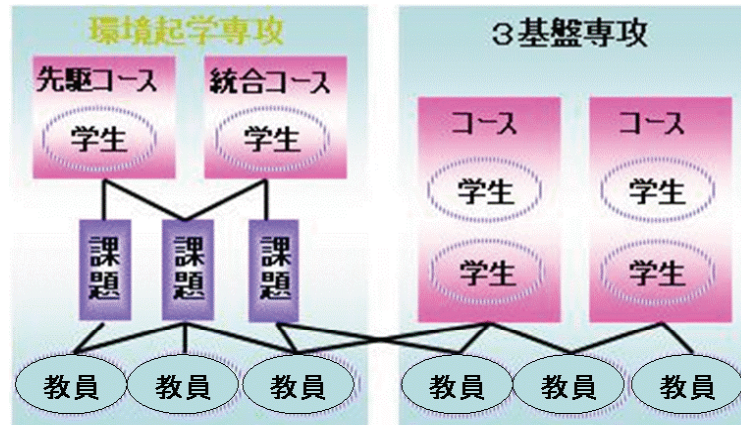 環境起学専攻
先駆コース
学生
統合コース
学生
課題
課題
課題
教員
教員
教員
3基盤専攻
コース
学生
学生
コース
学生
学生
教員
教員
教員